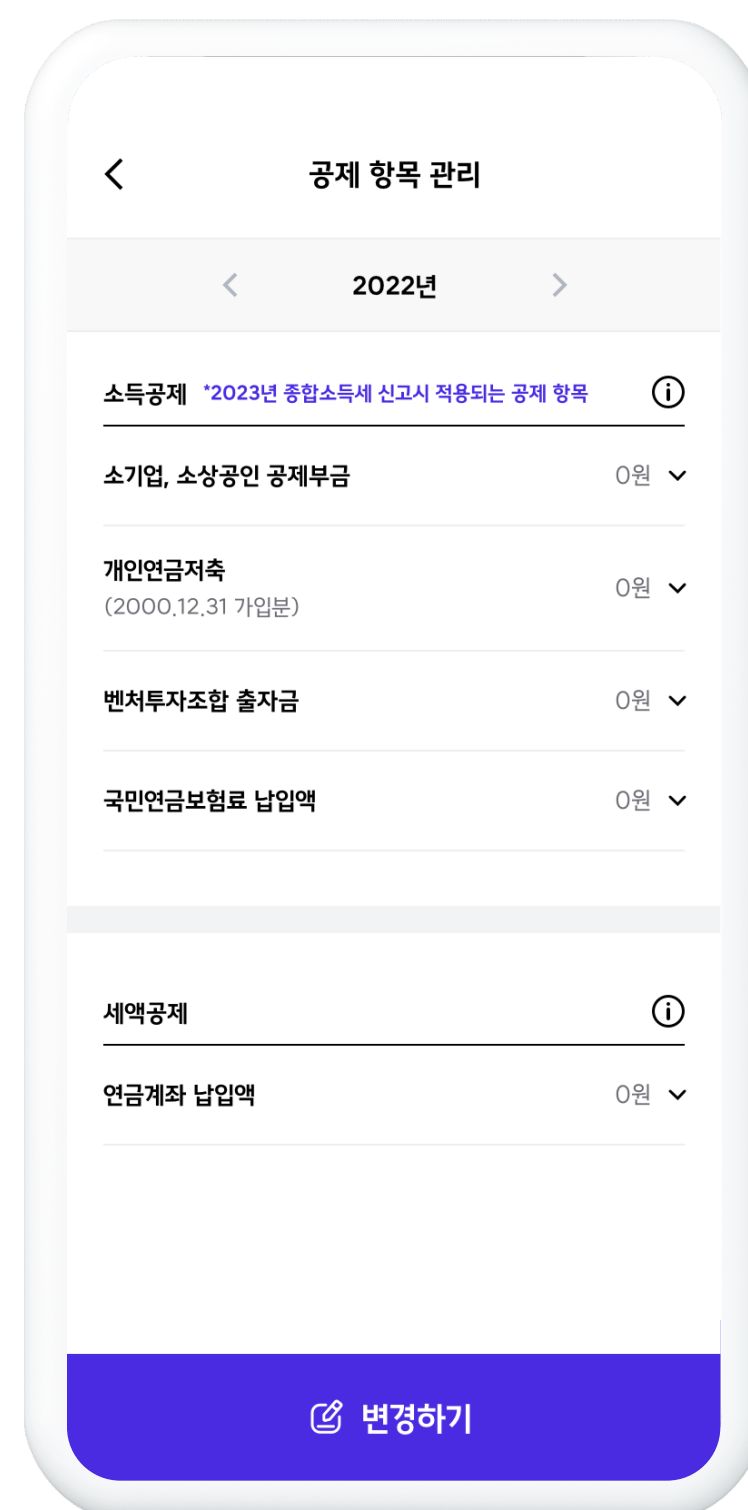 공제 항목 관리
2022년
소득공제 *2023년 종합소득세 신고시 적용되는 공제 항목
소기업, 소상공인 공제부금 0원
개인연금저축
(2000.12.31 가입분) 0원
벤처투자조합 출자금 0원
국민연금보험료 납입액 0원
세액공제
연금계좌 납입액 0원
변경하기